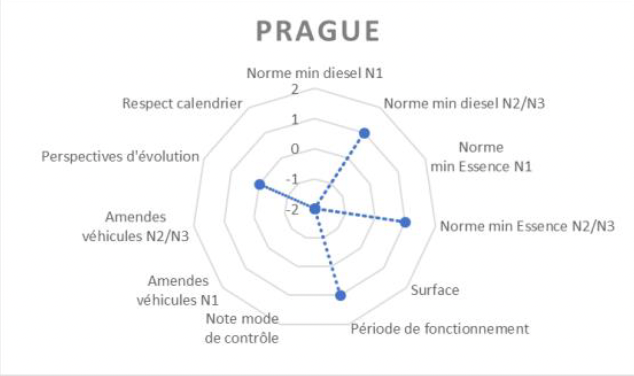 PRAGUE
Norme min diesel N1
2
Respect calendrier
Norme min diesel N2/N3
1
Norme
min Essence N1
0
Perspectives d'évolution
-1
-2
Amendes
véhicules N2/N3
Norme min Essence N2/N3
Amendes
véhicules N1
Surface
Note mode
de contrôle
Période de fonctionnement